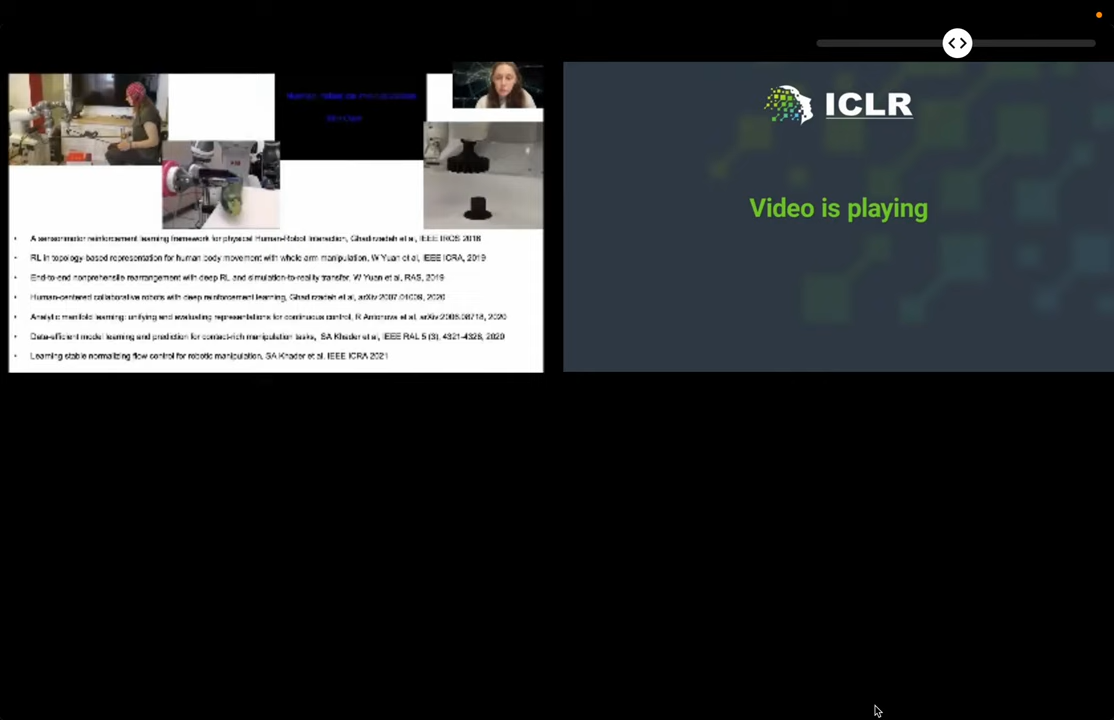 ICLR
Video is playing
• A sensorimotor reinforcement learning framework for physical Human-Robot Interaction, Ghadirzadeh et al, IEEE IROS 2016
• RL in topology-based representation for human body movement with whole arm manipulation, W Yuan et al, IEEE ICRA, 2019
• End-to-end nonprehensile rearrangement with deep RL and simulation-to-reality transfer, W Yuan et al, RAS, 2019
• Human-centered collaborative robots with deep reinforcement learning, Ghadirzadeh et al, arXiv:2007.01009, 2020
• Analytic manifold learning: unifying and evaluating representations for continuous control, R Antonova et al, arXiv:2006.08718, 2020
• Data-efficient model learning and prediction for contact-rich manipulation tasks, SA Khader et al, IEEE RAL 5 (3), 4321-4328, 2020
• Learning stable normalizing flow control for robotic manipulation, SA Khader et al, IEEE ICRA 2021